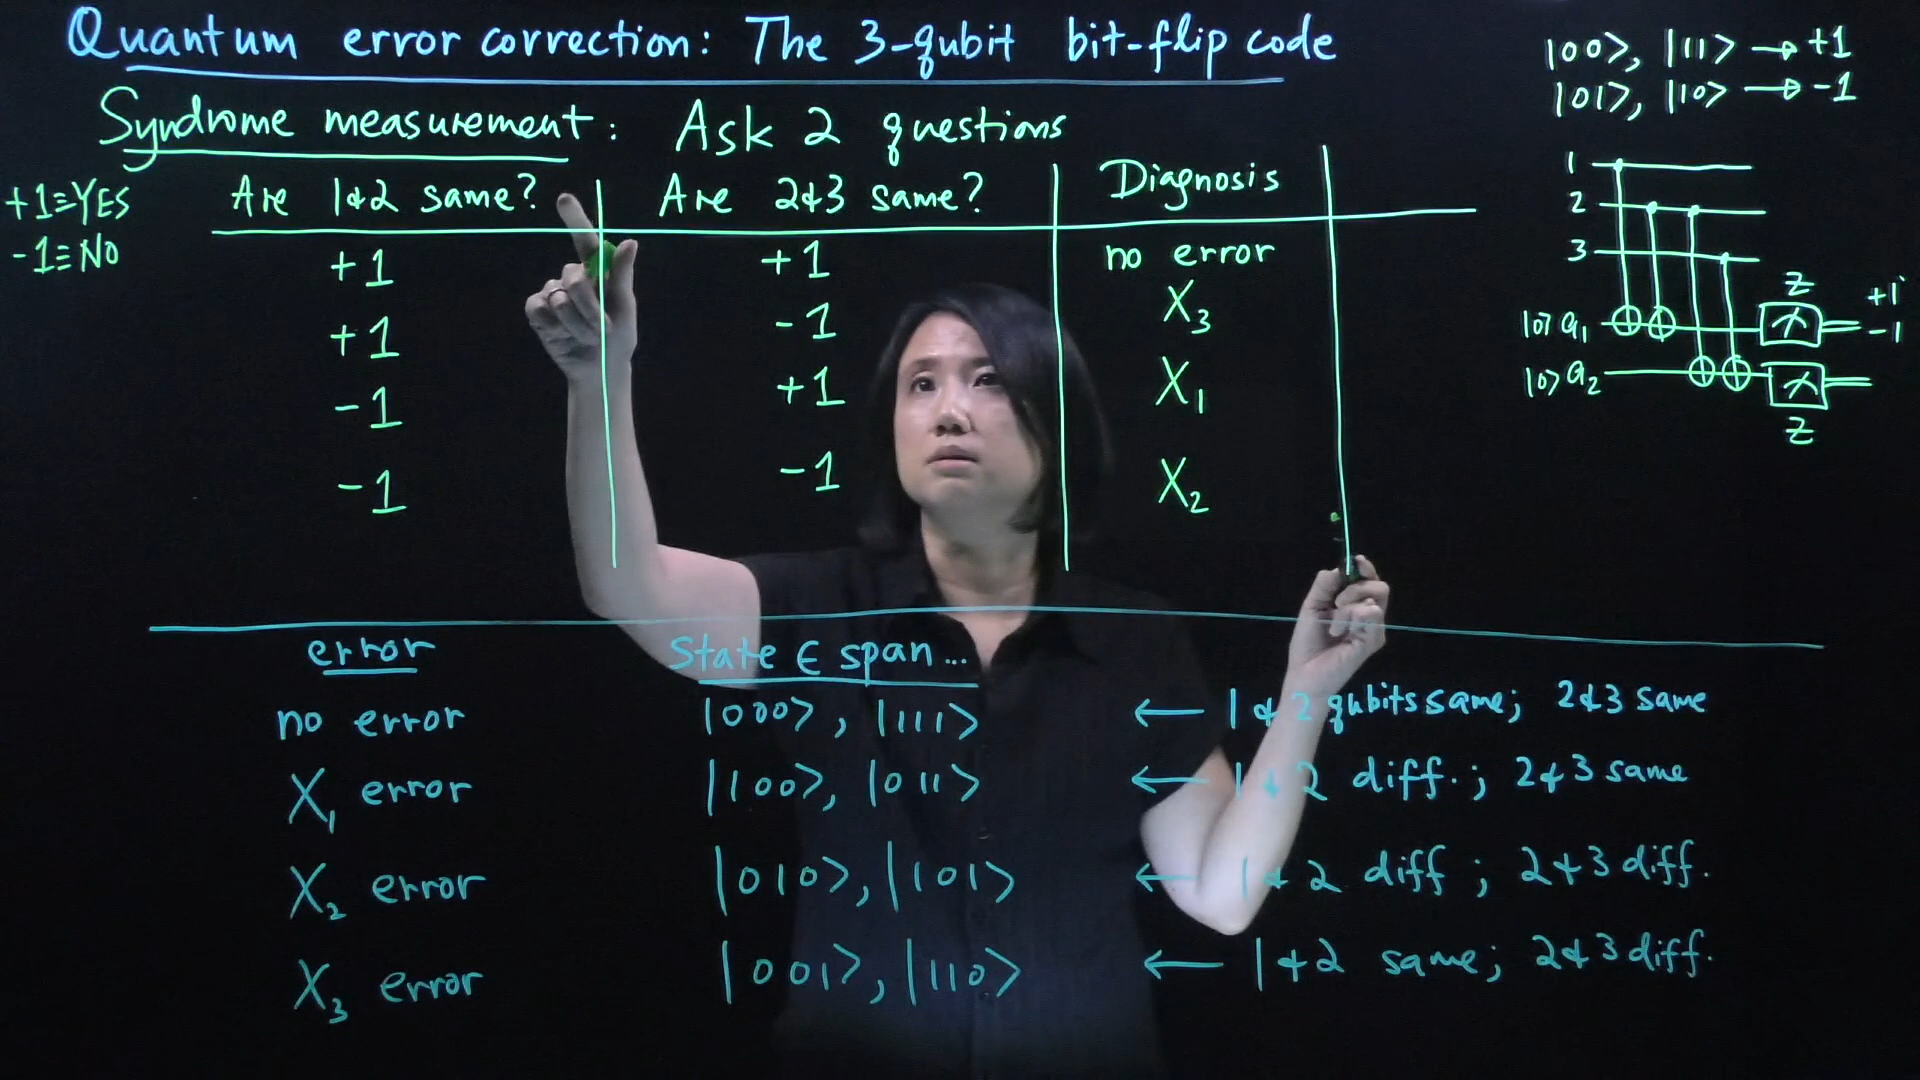 Quantum error correction: The 3-qubit bit-flip code
Syndrome measurement: Ask 2 questions
+1≡YES
-1≡NO
Are 1&2 same? Are 2&3 same? Diagnosis
+1 +1 no error
+1 -1 X₃
-1 +1 X₁
-1 -1 X₂
|00>, |11> → +1
|01>, |10> → -1
1
2
3
|0> a₁ Z +1
-1
|0> a₂
Z
error State ∈ span...
no error |000>, |111> ← 1 & 2 qubits same; 2&3 same
X₁ error |100>, |011> ← 1 & 2 diff.; 2&3 same
X₂ error |010>, |101> ← 1 & 2 diff; 2&3 diff.
X₃ error |001>, |110> ← 1&2 same; 2&3 diff.